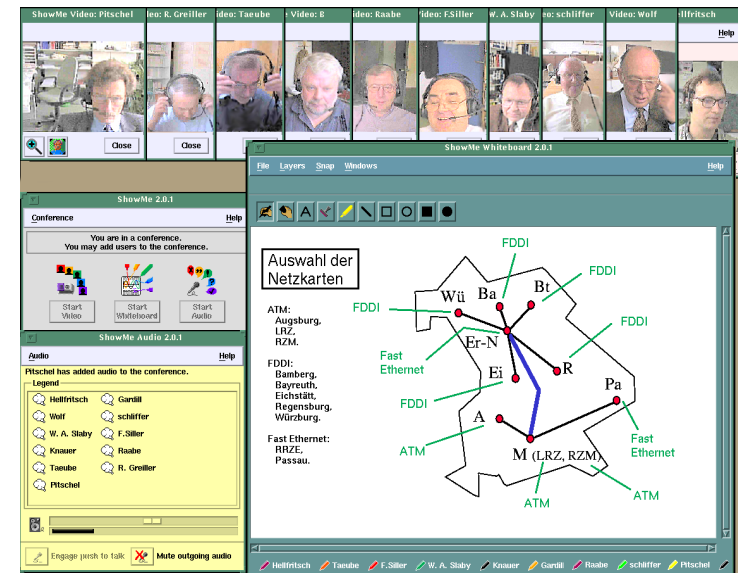 ShowMe Video: Pitschel
ideo: R. Greiller
ideo: Taeube
Video: E
ideo: Raabe
ideo: F.Siller
W. A. Slaby
eo: schliffer
Video: Wolf
ellfritsch
Help
Close
Close
ShowMe Whiteboard 2.0.1
File Layers Snap Windows Help
A
ShowMe 2.0.1
Conference Help
You are in a conference.
You may add users to the conference.
Start Video
Start Whiteboard
Start Audio
ShowMe Audio 2.0.1
Audio Help
Pitschel has added audio to the conference.
Legend
Hellfritsch Gardill
Wolf schliffer
W. A. Slaby F.Siller
Knauer Raabe
Taeube R. Greiller
Pitschel
Engage push to talk Mute outgoing audio
Auswahl der
Netzkarten
ATM:
Augsburg,
LRZ,
RZM.
FDDI:
Bamberg,
Bayreuth,
Eichstätt,
Regensburg,
Würzburg.
Fast Ethernet:
RRZE,
Passau.
FDDI
FDDI
Bt
Ba
Wü
FDDI
FDDI
Er-N
Fast
Ethernet
R
Ei
Pa
FDDI
A
Fast
Ethernet
ATM
M (LRZ, RZM)
ATM
ATM
Hellfritsch Taeube F.Siller W. A. Slaby Knauer Gardill Raabe schliffer Pitschel